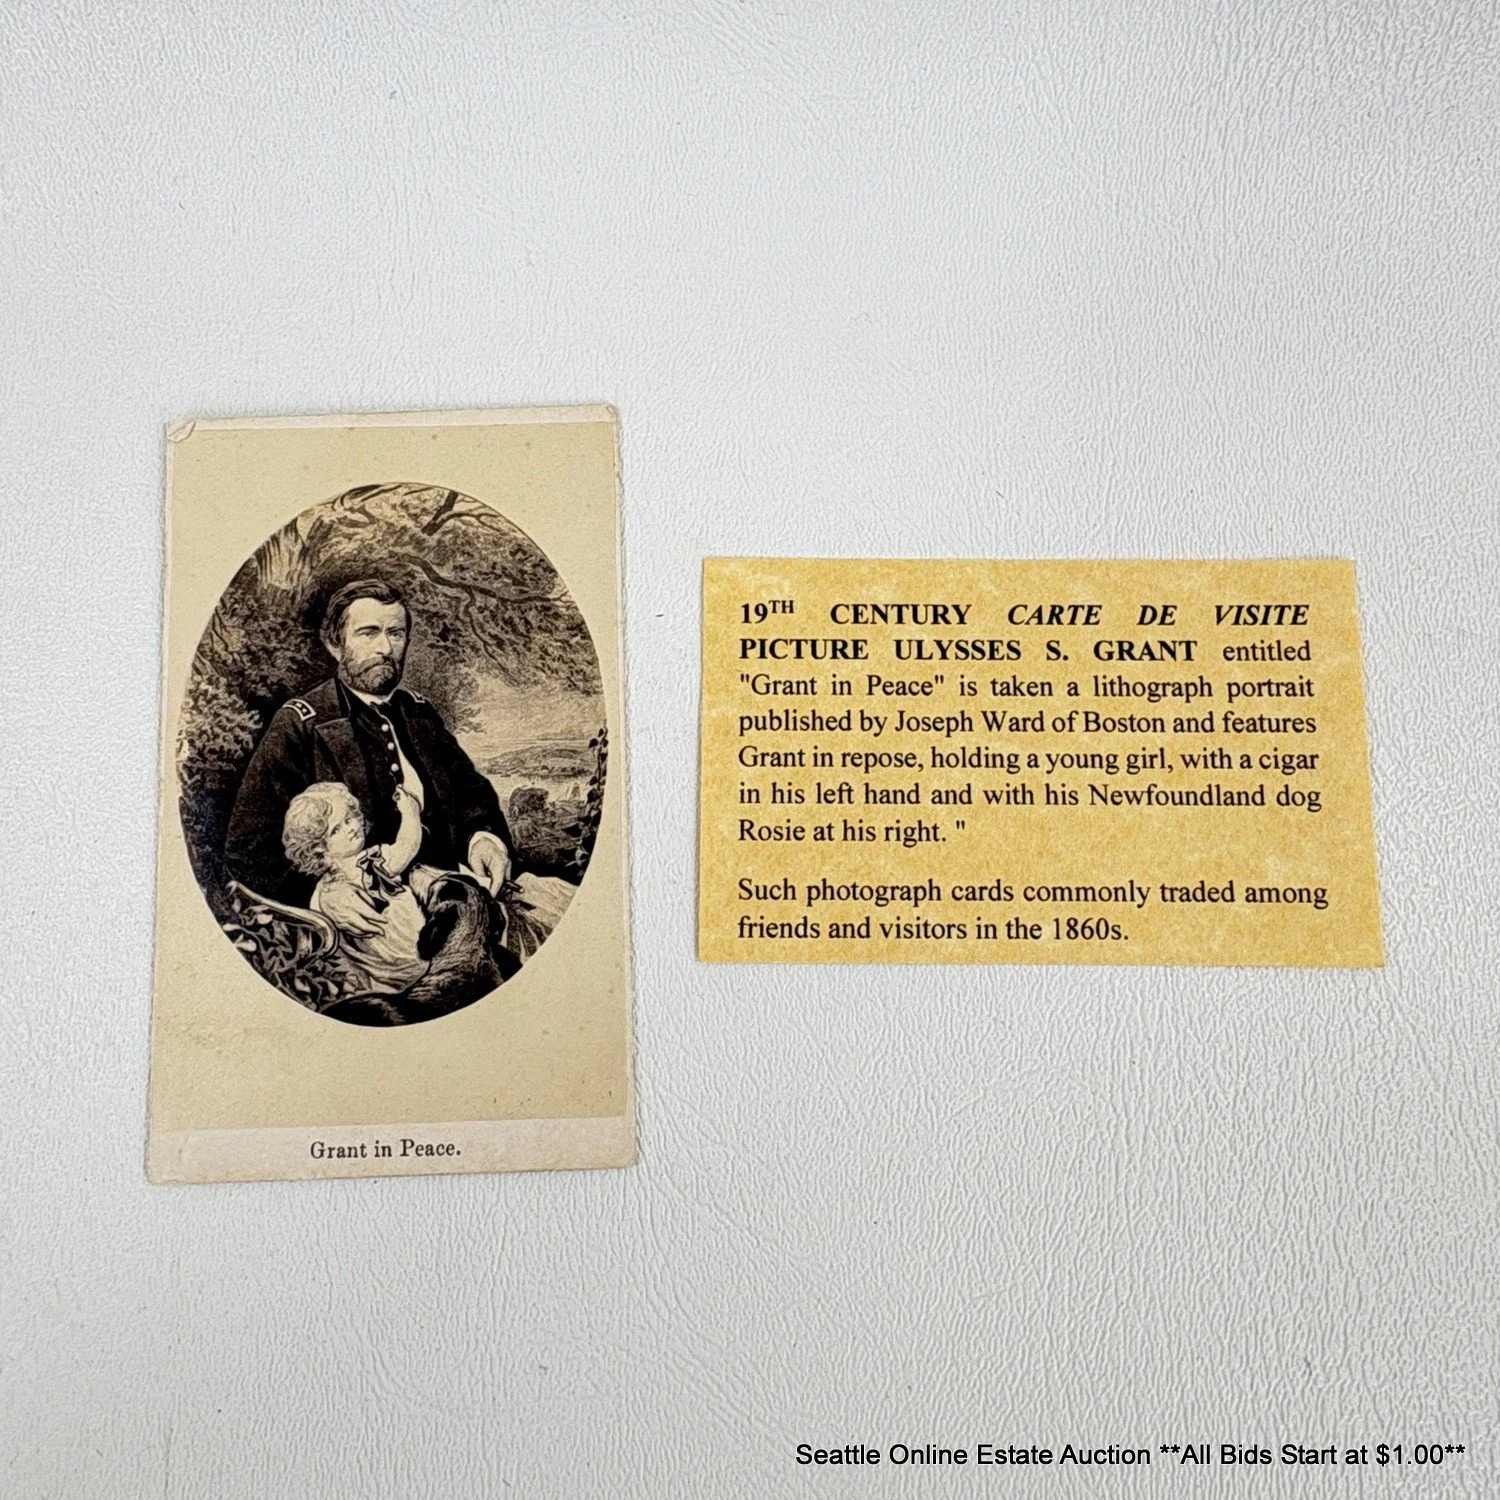 Grant in Peace.
19TH CENTURY CARTE DE VISITE
PICTURE ULYSSES S. GRANT entitled
"Grant in Peace" is taken a lithograph portrait
published by Joseph Ward of Boston and features
Grant in repose, holding a young girl, with a cigar
in his left hand and with his Newfoundland dog
Rosie at his right. "
Such photograph cards commonly traded among
friends and visitors in the 1860s.
Seattle Online Estate Auction **All Bids Start at $1.00**